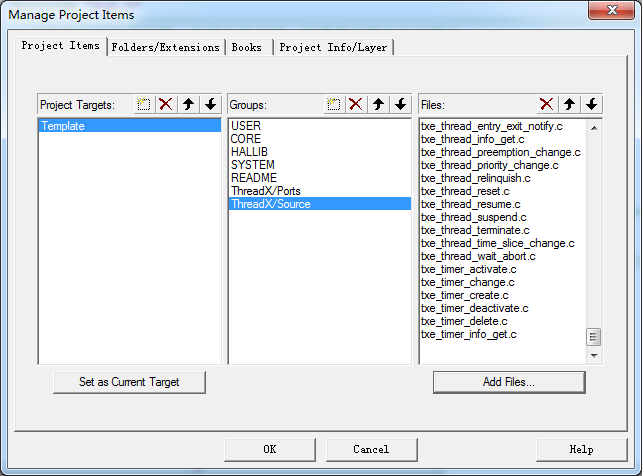 Manage Project Items
Project Items Folders/Extensions Books Project Info/Layer
Project Targets:
Template
Set as Current Target
Groups:
USER
CORE
HALLIB
SYSTEM
README
ThreadX/Ports
ThreadX/Source
Files:
txe_thread_entry_exit_notify.c
txe_thread_info_get.c
txe_thread_preemption_change.c
txe_thread_priority_change.c
txe_thread_relinquish.c
txe_thread_reset.c
txe_thread_resume.c
txe_thread_suspend.c
txe_thread_terminate.c
txe_thread_time_slice_change.c
txe_thread_wait_abort.c
txe_timer_activate.c
txe_timer_change.c
txe_timer_create.c
txe_timer_deactivate.c
txe_timer_delete.c
txe_timer_info_get.c
Add Files...
OK Cancel Help